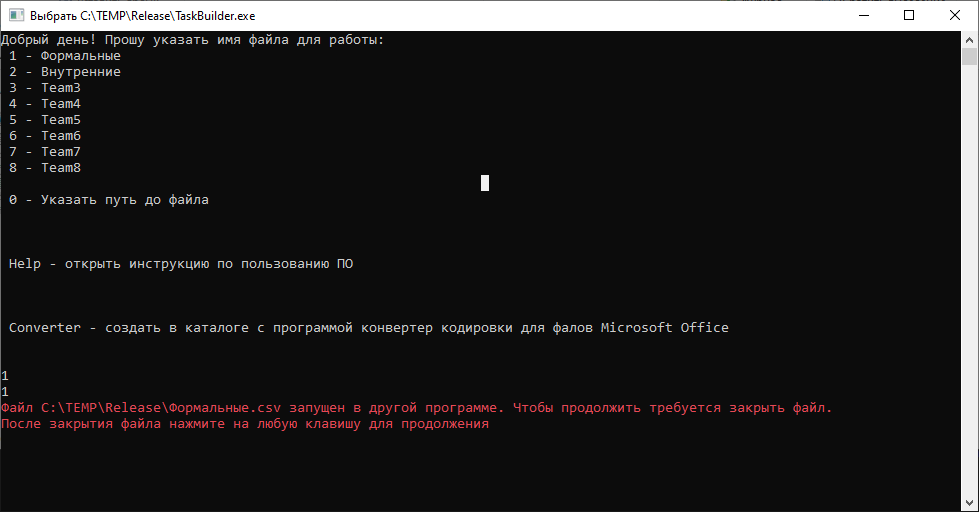 Выбрать C:\TEMP\Release\TaskBuilder.exe
Добрый день! Прошу указать имя файла для работы:
1 - Формальные
2 - Внутренние
3 - Team3
4 - Team4
5 - Team5
6 - Team6
7 - Team7
8 - Team8
0 - Указать путь до файла
Help - открыть инструкцию по пользованию ПО
Converter - создать в каталоге с программой конвертер кодировки для фалов Microsoft Office
1
1
Файл C:\TEMP\Release\Формальные.csv запущен в другой программе. Чтобы продолжить требуется закрыть файл.
После закрытия файла нажмите на любую клавишу для продолжения